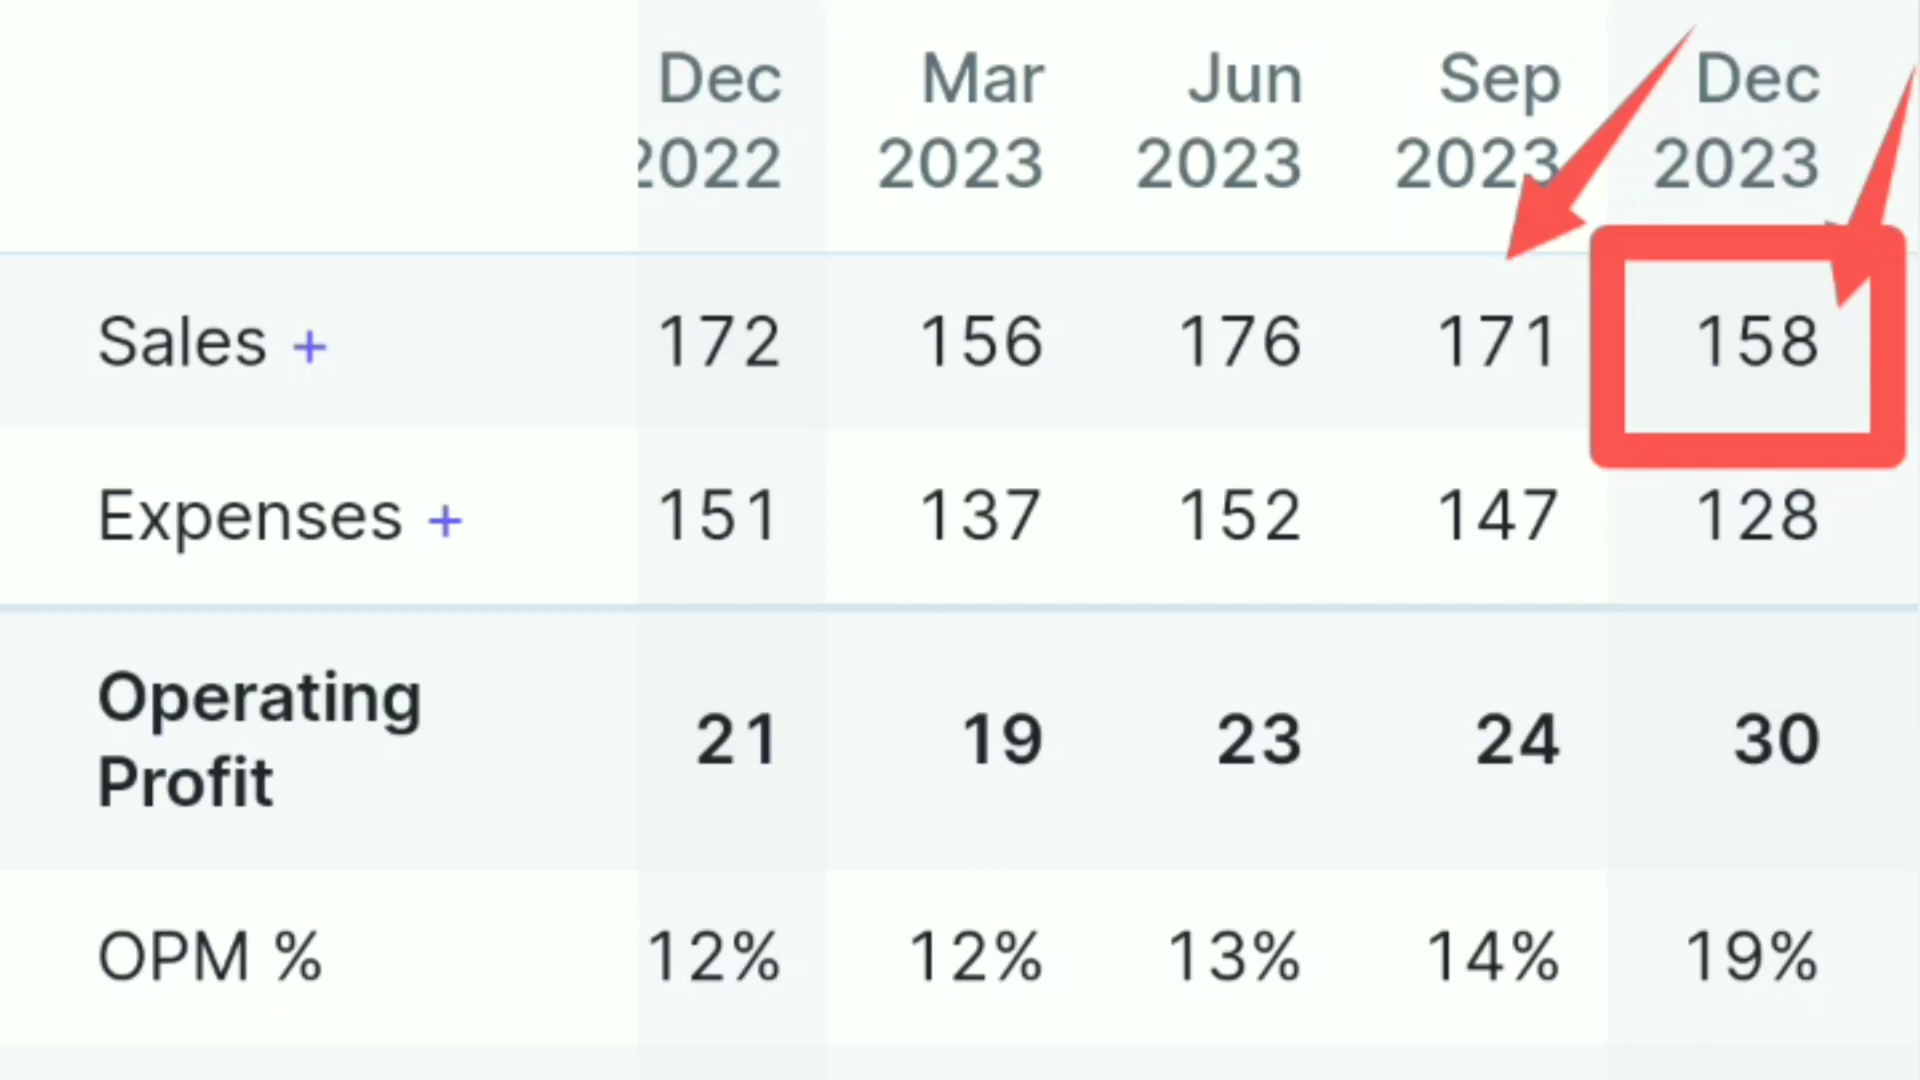 Dec Mar Jun Sep Dec
2022 2023 2023 2023 2023
Sales + 172 156 176 171 158
Expenses + 151 137 152 147 128
Operating
Profit 21 19 23 24 30
OPM % 12% 12% 13% 14% 19%